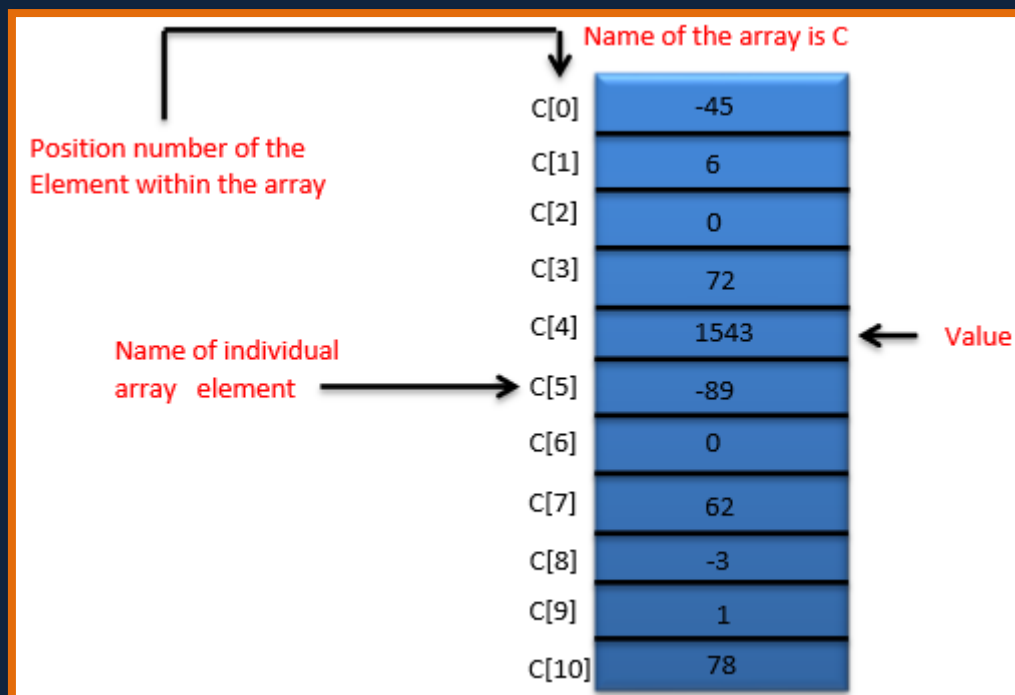 Name of the array is C
Position number of the
Element within the array
C[0] -45
C[1] 6
C[2] 0
C[3] 72
C[4] 1543
Value
Name of individual
array element
C[5] -89
C[6] 0
C[7] 62
C[8] -3
C[9] 1
C[10] 78